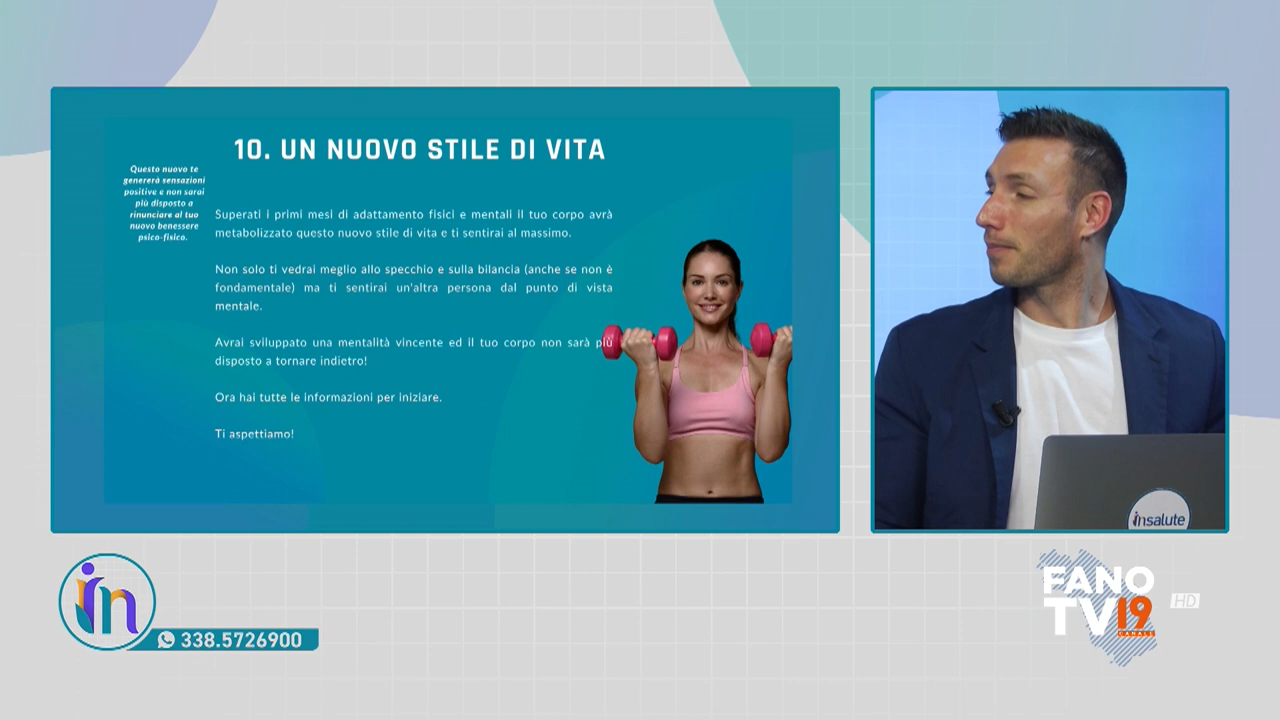 10. UN NUOVO STILE DI VITA
Questo nuovo te
genererà sensazioni
positive e non sarai
più disposto a
rinunciare al tuo
nuovo benessere
psico-fisico.
Superati i primi mesi di adattamento fisici e mentali il tuo corpo avrà
metabolizzato questo nuovo stile di vita e ti sentirai al massimo.
Non solo ti vedrai meglio allo specchio e sulla bilancia (anche se non è
fondamentale) ma ti sentirai un'altra persona dal punto di vista
mentale.
Avrai sviluppato una mentalità vincente ed il tuo corpo non sarà più
disposto a tornare indietro!
Ora hai tutte le informazioni per iniziare.
Ti aspettiamo!
insalute
in
338.5726900
FANO
TV19
CANALE
HD